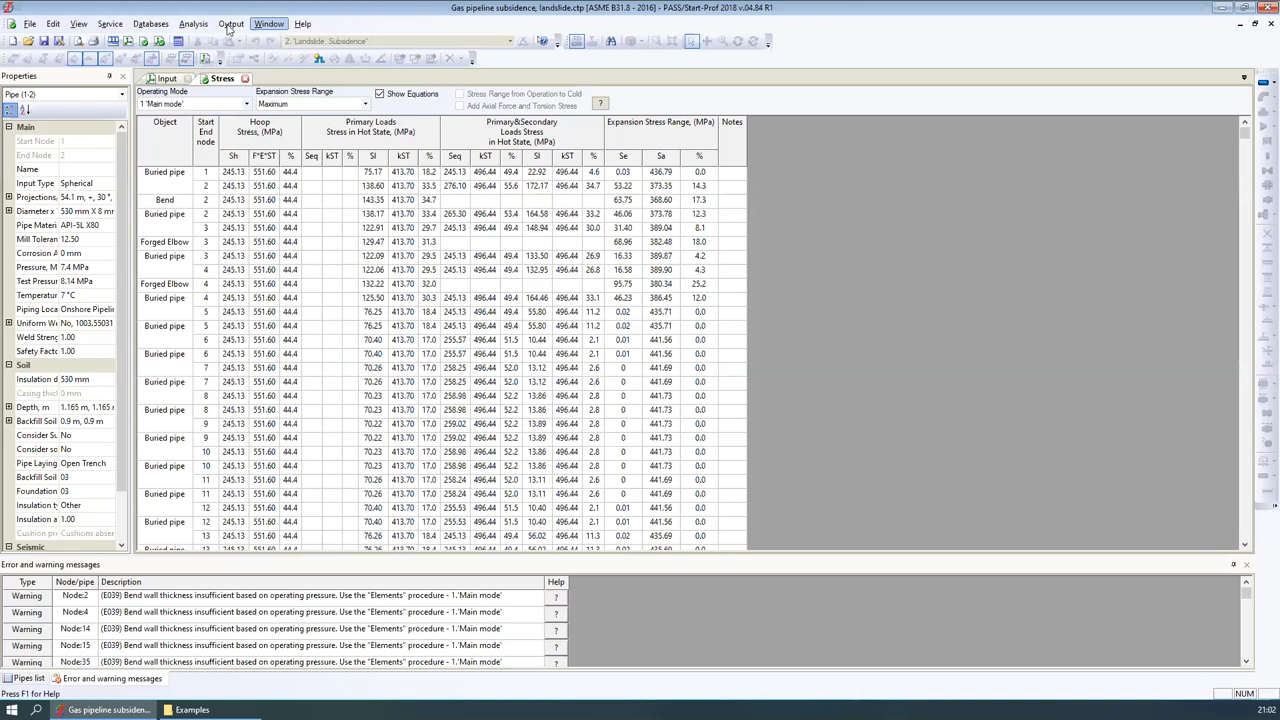 Gas pipeline subsidence, landslide.ctp [ASME B31.8 - 2016] - PASS/Start-Prof 2018 v.04.84 R1
File Edit View Service Databases Analysis Output Window Help
2: 'Landslide, Subsidence'
Properties
Pipe (1-2)
Main
Start Node 1
End Node 2
Name
Input Type Spherical
Projections, 54.1 m, +, 30 °,
Diameter x 530 mm X 8 mm
Pipe Materi API-5L X80
Mill Toleran 12.50
Corrosion A 0 mm
Pressure, M 7.4 MPa
Test Pressur 8.14 MPa
Temperatur 7 °C
Piping Loca Onshore Pipelin
Uniform We No, 1003.55031
Weld Streng 1.00
Safety Facto 1.00
Soil
Insulation d 530 mm
Casing thicl 0 mm
Depth, m 1.165 m, 1.165 m
Backfill Soil 0.9 m, 0.9 m
Consider Su No
Consider so No
Pipe Laying Open Trench
Backfill Soil 03
Foundation 03
Insulation ty Other
Insulation a 1.00
Cushion pro Cushions absen
Seismic
Input Stress
Operating Mode Expansion Stress Range
1 'Main mode' Maximum
Show Equations
Stress Range from Operation to Cold
Add Axial Force and Torsion Stress
?
Object Start End node Hoop Stress, (MPa) Primary Loads Stress in Hot State, (MPa) Primary&Secondary Loads Stress in Hot State, (MPa) Expansion Stress Range, (MPa) Notes
Sh F*E*ST % Seq kST % Sl kST % Seq kST % Sl kST % Se Sa %
Buried pipe 1 245.13 551.60 44.4 75.17 413.70 18.2 245.13 496.44 49.4 22.92 496.44 4.6 0.03 436.79 0.0
2 245.13 551.60 44.4 138.60 413.70 33.5 276.10 496.44 55.6 172.17 496.44 34.7 53.22 373.35 14.3
Bend 2 245.13 551.60 44.4 143.35 413.70 34.7 63.75 368.60 17.3
Buried pipe 2 245.13 551.60 44.4 138.17 413.70 33.4 265.30 496.44 53.4 164.58 496.44 33.2 46.06 373.78 12.3
3 245.13 551.60 44.4 122.91 413.70 29.7 245.13 496.44 49.4 148.94 496.44 30.0 31.40 389.04 8.1
Forged Elbow 3 245.13 551.60 44.4 129.47 413.70 31.3 68.96 382.48 18.0
Buried pipe 3 245.13 551.60 44.4 122.09 413.70 29.5 245.13 496.44 49.4 133.50 496.44 26.9 16.33 389.87 4.2
4 245.13 551.60 44.4 122.06 413.70 29.5 245.13 496.44 49.4 132.95 496.44 26.8 16.58 389.90 4.3
Forged Elbow 4 245.13 551.60 44.4 132.22 413.70 32.0 95.75 380.34 25.2
Buried pipe 4 245.13 551.60 44.4 125.50 413.70 30.3 245.13 496.44 49.4 164.46 496.44 33.1 46.23 386.45 12.0
5 245.13 551.60 44.4 76.25 413.70 18.4 245.13 496.44 49.4 55.80 496.44 11.2 0.02 435.71 0.0
Buried pipe 5 245.13 551.60 44.4 76.25 413.70 18.4 245.13 496.44 49.4 55.80 496.44 11.2 0.02 435.71 0.0
6 245.13 551.60 44.4 70.40 413.70 17.0 255.57 496.44 51.5 10.44 496.44 2.1 0.01 441.56 0.0
Buried pipe 6 245.13 551.60 44.4 70.40 413.70 17.0 255.57 496.44 51.5 10.44 496.44 2.1 0.01 441.56 0.0
7 245.13 551.60 44.4 70.26 413.70 17.0 258.25 496.44 52.0 13.12 496.44 2.6 0 441.69 0.0
Buried pipe 7 245.13 551.60 44.4 70.26 413.70 17.0 258.25 496.44 52.0 13.12 496.44 2.6 0 441.69 0.0
8 245.13 551.60 44.4 70.23 413.70 17.0 258.98 496.44 52.2 13.86 496.44 2.8 0 441.73 0.0
Buried pipe 8 245.13 551.60 44.4 70.23 413.70 17.0 258.98 496.44 52.2 13.86 496.44 2.8 0 441.73 0.0
9 245.13 551.60 44.4 70.22 413.70 17.0 259.02 496.44 52.2 13.89 496.44 2.8 0 441.73 0.0
Buried pipe 9 245.13 551.60 44.4 70.22 413.70 17.0 259.02 496.44 52.2 13.89 496.44 2.8 0 441.73 0.0
10 245.13 551.60 44.4 70.23 413.70 17.0 258.98 496.44 52.2 13.86 496.44 2.8 0 441.73 0.0
Buried pipe 10 245.13 551.60 44.4 70.23 413.70 17.0 258.98 496.44 52.2 13.86 496.44 2.8 0 441.73 0.0
11 245.13 551.60 44.4 70.26 413.70 17.0 258.24 496.44 52.0 13.11 496.44 2.6 0 441.69 0.0
Buried pipe 11 245.13 551.60 44.4 70.26 413.70 17.0 258.24 496.44 52.0 13.11 496.44 2.6 0 441.69 0.0
12 245.13 551.60 44.4 70.40 413.70 17.0 255.53 496.44 51.5 10.40 496.44 2.1 0.01 441.56 0.0
Buried pipe 12 245.13 551.60 44.4 70.40 413.70 17.0 255.53 496.44 51.5 10.40 496.44 2.1 0.01 441.56 0.0
13 245.13 551.60 44.4 76.26 413.70 18.4 245.13 496.44 49.4 56.02 496.44 11.3 0.02 435.69 0.0
Error and warning messages
Type Node/pipe Description Help
Warning Node:2 (E039) Bend wall thickness insufficient based on operating pressure. Use the "Elements" procedure - 1.'Main mode' ?
Warning Node:4 (E039) Bend wall thickness insufficient based on operating pressure. Use the "Elements" procedure - 1.'Main mode' ?
Warning Node:14 (E039) Bend wall thickness insufficient based on operating pressure. Use the "Elements" procedure - 1.'Main mode' ?
Warning Node:15 (E039) Bend wall thickness insufficient based on operating pressure. Use the "Elements" procedure - 1.'Main mode' ?
Warning Node:35 (E039) Bend wall thickness insufficient based on operating pressure. Use the "Elements" procedure - 1.'Main mode' ?
Pipes list Error and warning messages
Press F1 for Help NUM
Gas pipeline subsiden... Examples 21:02